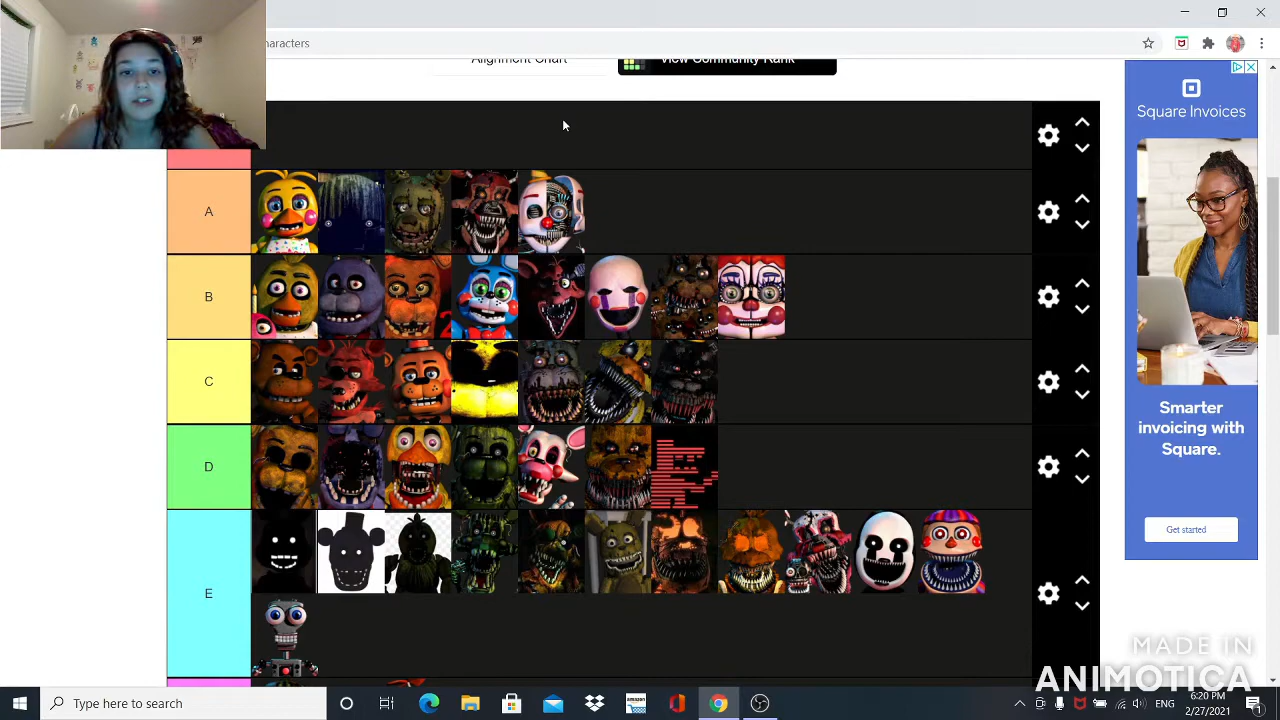 aracters
Alignment Chart
View Community Rank
Square Invoices
A
B
C
D
E
Smarter
invoicing with
Square.
Get started
MADE IN
ANIMOTICA
Type here to search
amazon
6:20 PM
2/27/2021